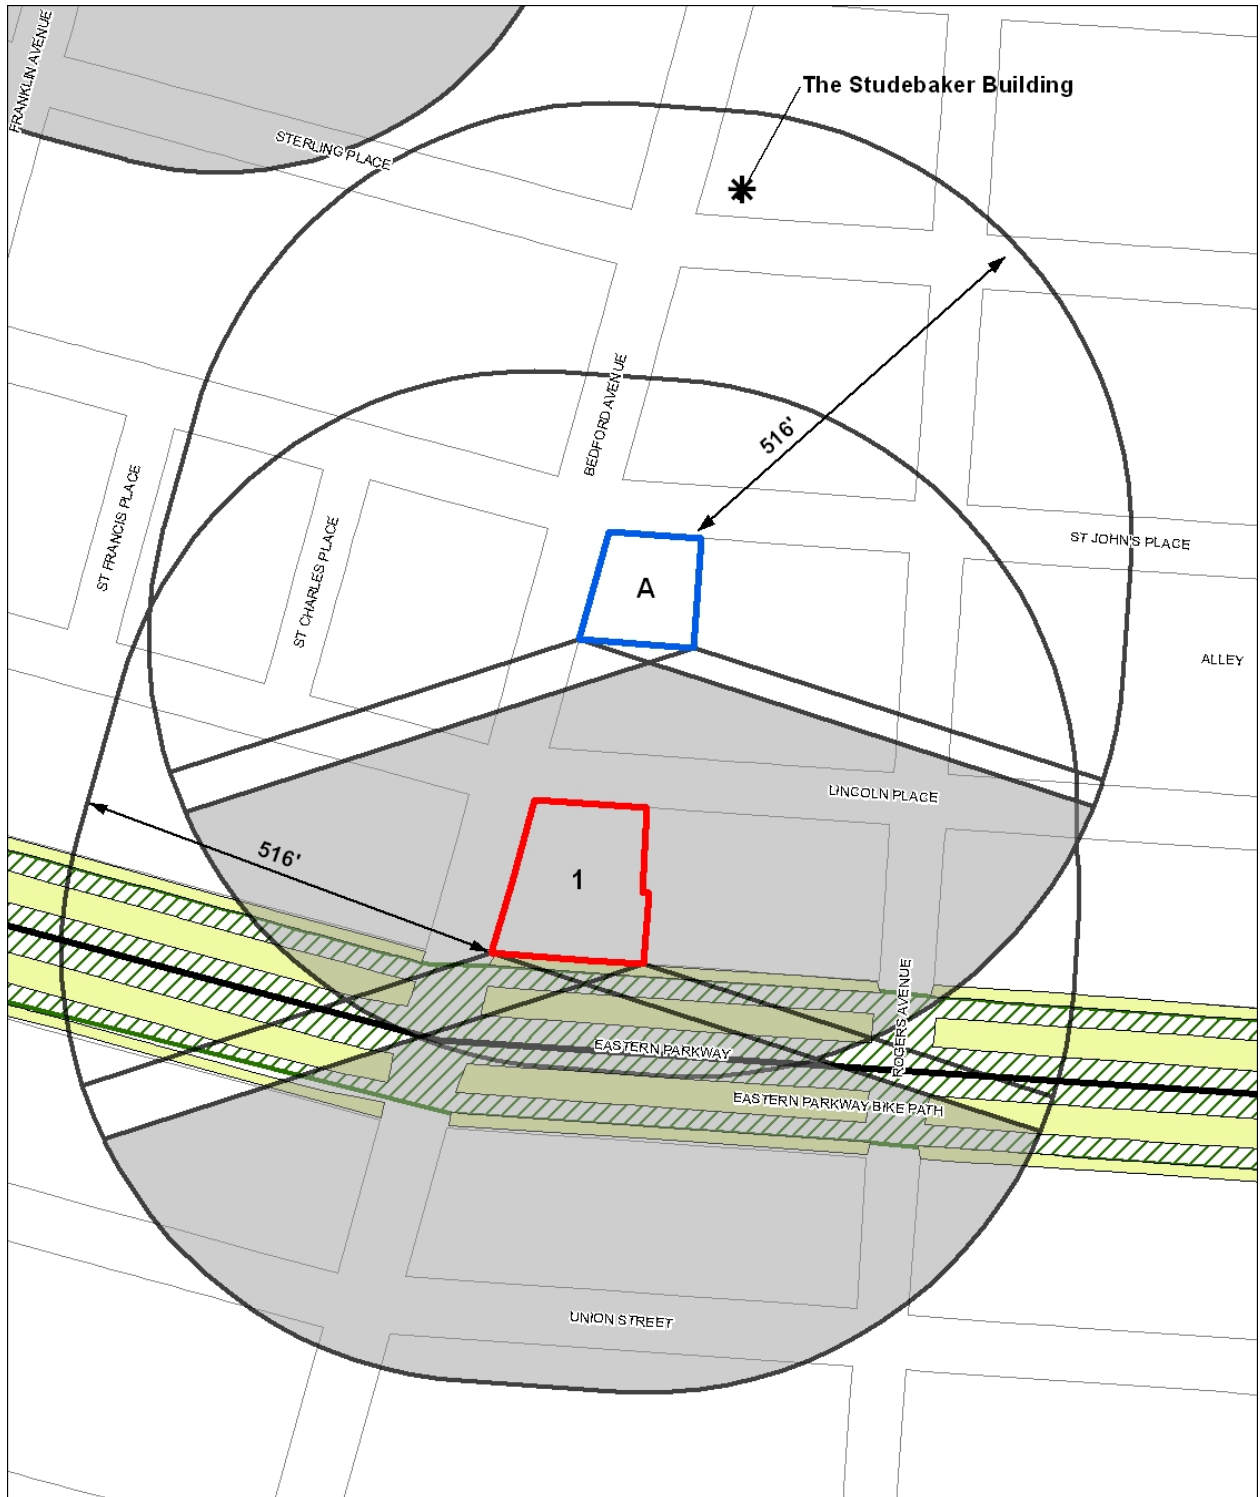 FRANKLIN AVENUE
The Studebaker Building
STERLING PLACE
BEDFORD AVENUE
516'
ST FRANCIS PLACE
ST CHARLES PLACE
ST JOHN'S PLACE
A
ALLEY
LINCOLN PLACE
516'
1
ROGERS AVENUE
EASTERN PARKWAY
EASTERN PARKWAY BIKE PATH
UNION STREET